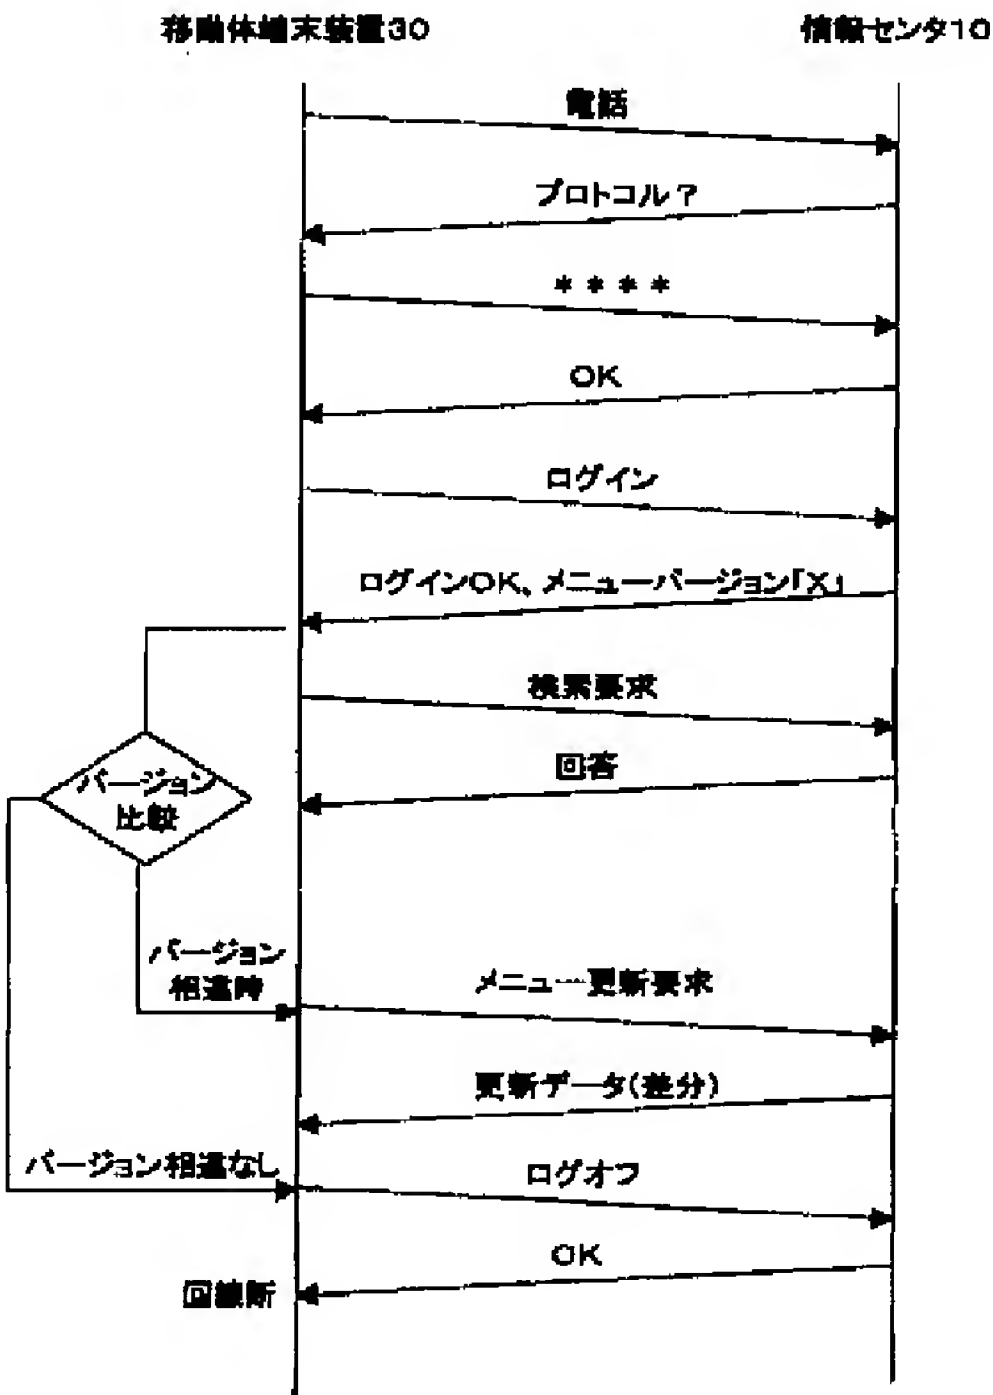 移動体端末装置30
情報センタ10
電話
プロトコル？
＊＊＊＊
OK
ログイン
ログインOK、メニューバージョン「X」
検索要求
回答
バージョン
比較
バージョン
相違時
メニュー更新要求
更新データ(差分)
バージョン相違なし
ログオフ
OK
回線断